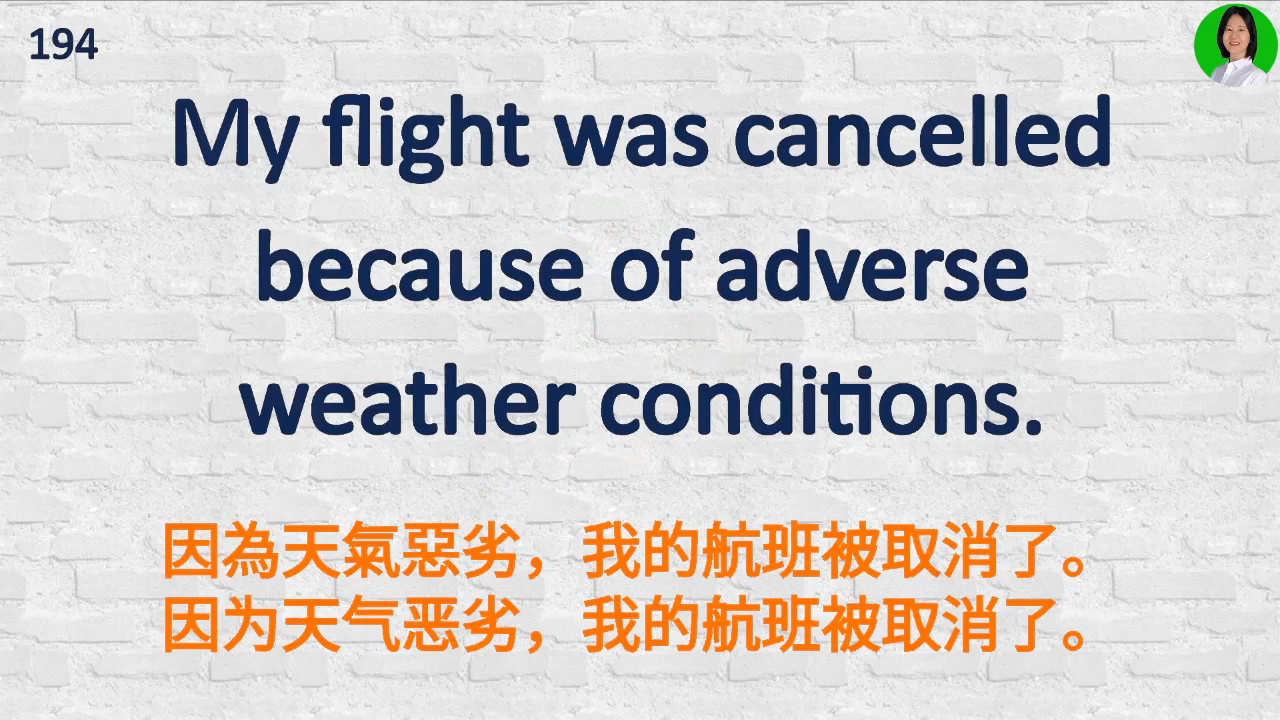 194
My flight was cancelled
because of adverse
weather conditions.
因為天氣惡劣，我的航班被取消了。
因为天气恶劣，我的航班被取消了。